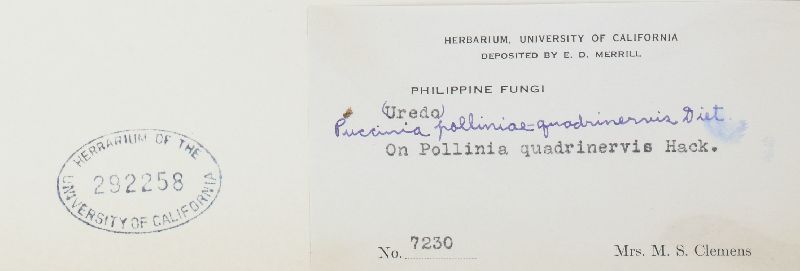 HERBARIUM, UNIVERSITY OF CALIFORNIA
DEPOSITED BY E. D. MERRILL
PHILIPPINE FUNGI
(Uredo)
Puccinia polliniae-quadrinervis Diet.
On Pollinia quadrinervis Hack.
No. 7230
Mrs. M. S. Clemens
HERBARIUM OF THE
292258
UNIVERSITY OF CALIFORNIA